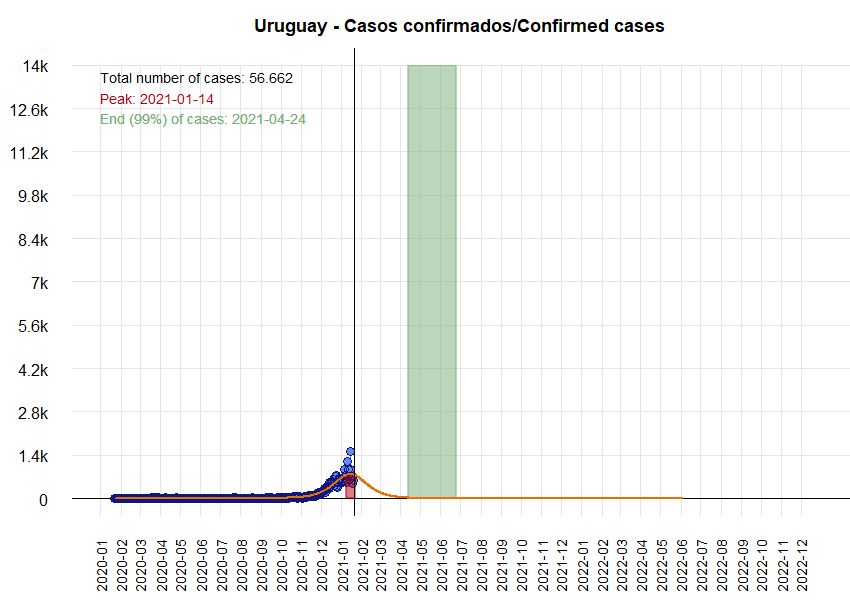 Uruguay - Casos confirmados/Confirmed cases
Total number of cases: 56.662
Peak: 2021-01-14
End (99%) of cases: 2021-04-24
14k
12.6k
11.2k
9.8k
8.4k
7k
5.6k
4.2k
2.8k
1.4k
0
2020-01
2020-02
2020-03
2020-04
2020-05
2020-06
2020-07
2020-08
2020-09
2020-10
2020-11
2020-12
2021-01
2021-02
2021-03
2021-04
2021-05
2021-06
2021-07
2021-08
2021-09
2021-10
2021-11
2021-12
2022-01
2022-02
2022-03
2022-04
2022-05
2022-06
2022-07
2022-08
2022-09
2022-10
2022-11
2022-12